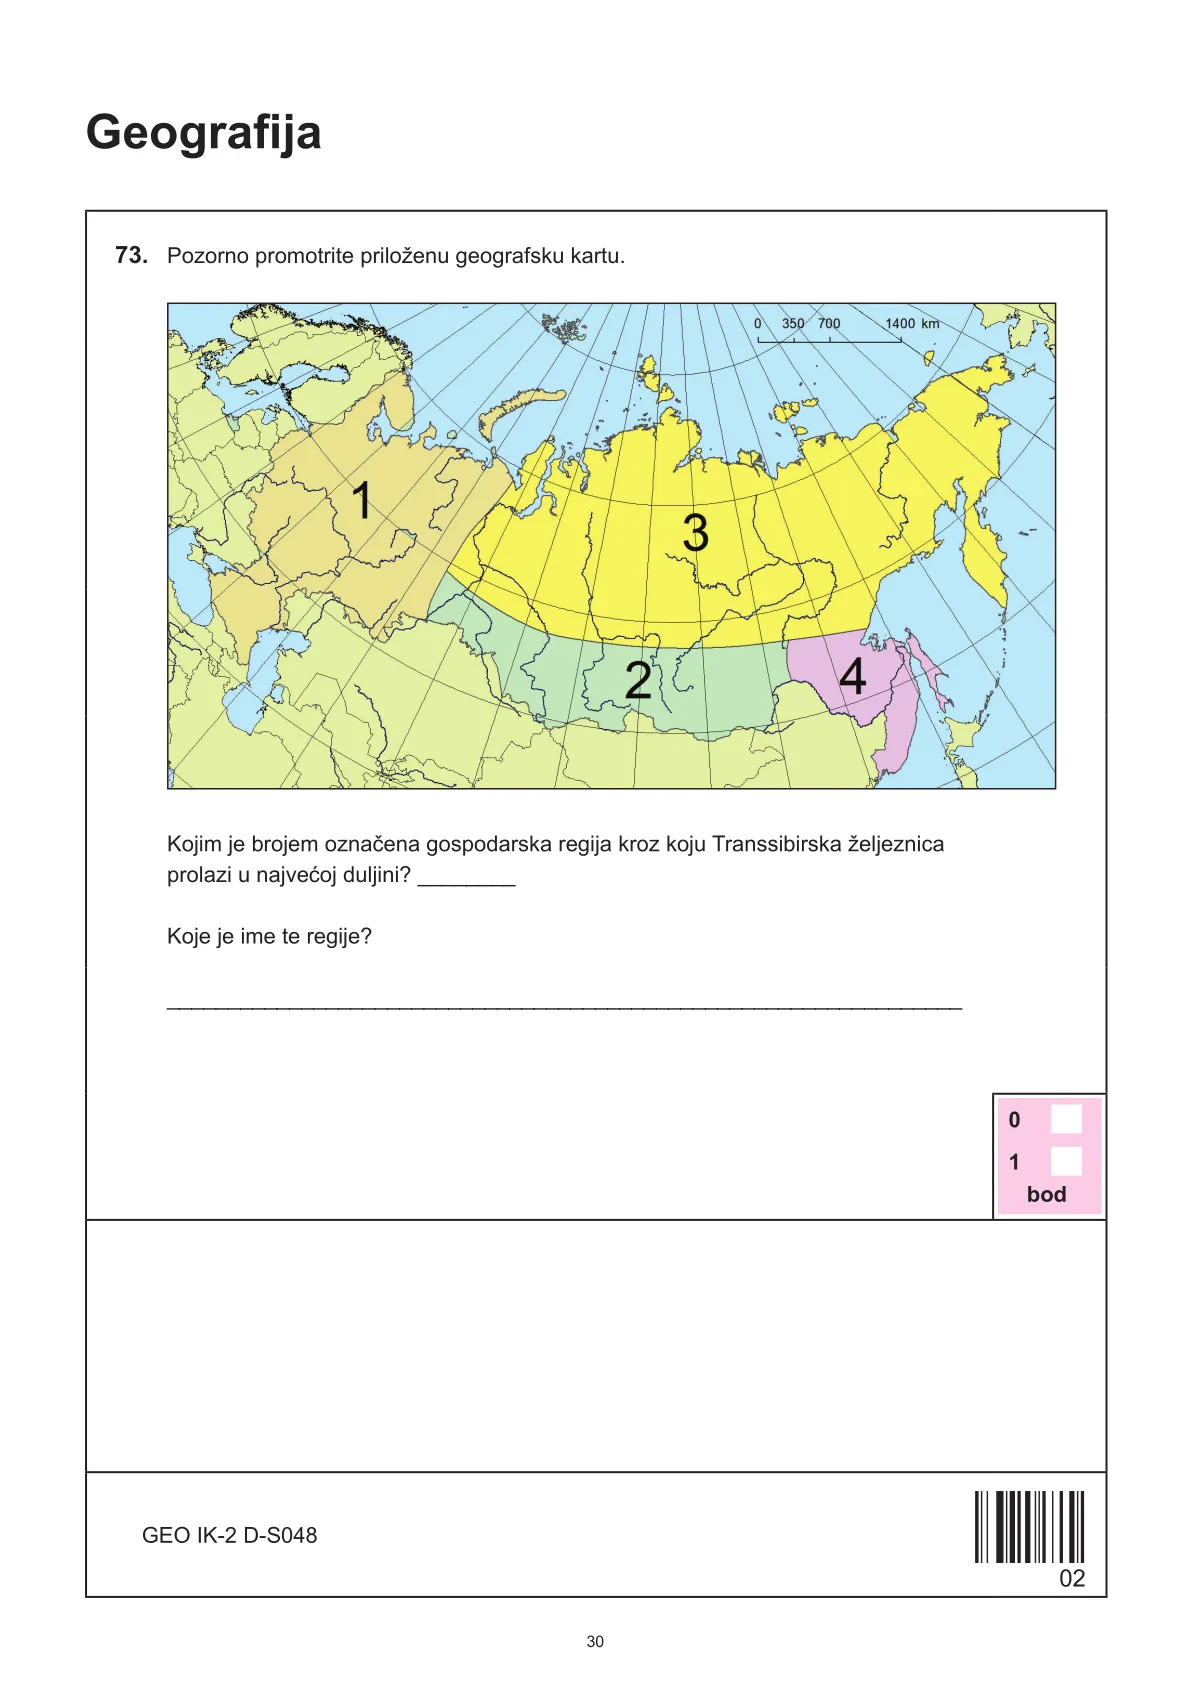 Geografija
73. Pozorno promotrite priloženu geografsku kartu.
0 350 700 1400 km
1
3
2
4
Kojim je brojem označena gospodarska regija kroz koju Transsibirska željeznica
prolazi u najvećoj duljini? ________
Koje je ime te regije?
_________________________________________________________________
0
1
bod
GEO IK-2 D-S048
02
30